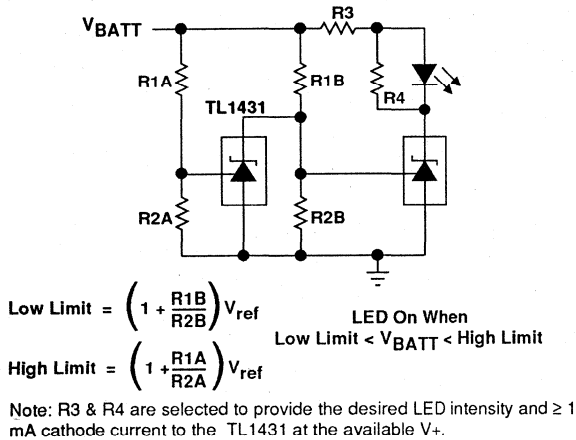 R3
VBATT
R1A
R1B
R4
TL1431
R2A
R2B
Low Limit = ( 1 + R1B/R2B ) Vref
LED On When
Low Limit < VBATT < High Limit
High Limit = ( 1 + R1A/R2A ) Vref
Note: R3 & R4 are selected to provide the desired LED intensity and ≥ 1
mA cathode current to the TL1431 at the available V+.